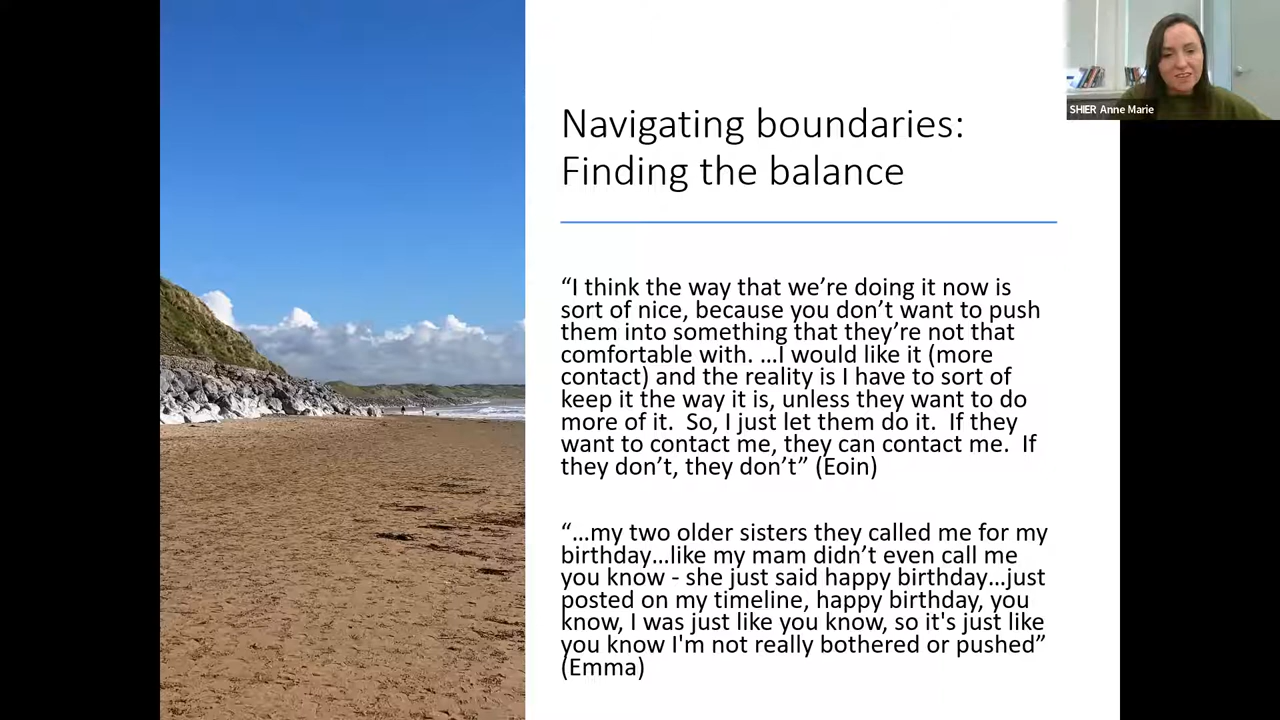 SHIER Anne Marie
Navigating boundaries:
Finding the balance
“I think the way that we’re doing it now is
sort of nice, because you don’t want to push
them into something that they’re not that
comfortable with. …I would like it (more
contact) and the reality is I have to sort of
keep it the way it is, unless they want to do
more of it.  So, I just let them do it.  If they
want to contact me, they can contact me.  If
they don’t, they don’t” (Eoin)
“…my two older sisters they called me for my
birthday…like my mam didn’t even call me
you know - she just said happy birthday…just
posted on my timeline, happy birthday, you
know, I was just like you know, so it's just like
you know I'm not really bothered or pushed”
(Emma)